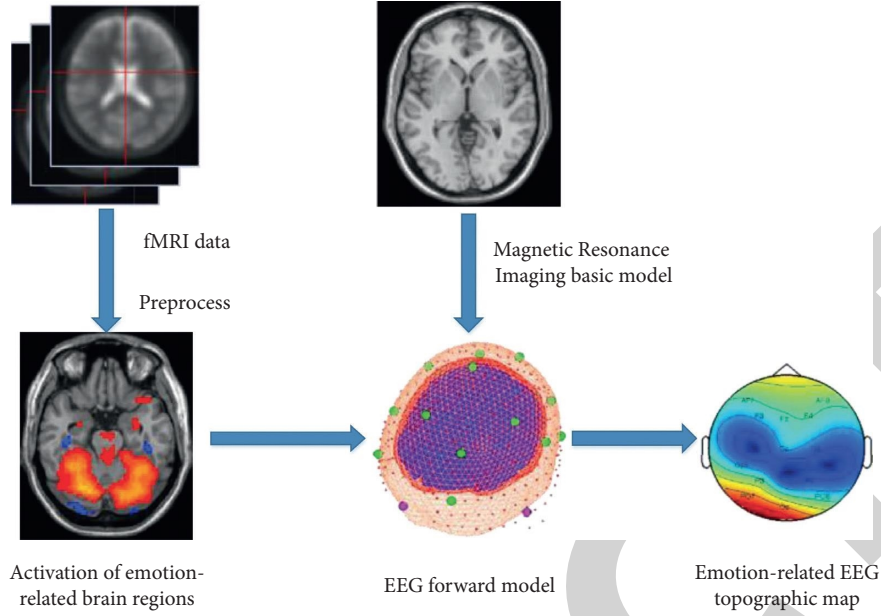 fMRI data
Preprocess
Magnetic Resonance
Imaging basic model
Activation of emotion-
related brain regions
EEG forward model
Emotion-related EEG
topographic map